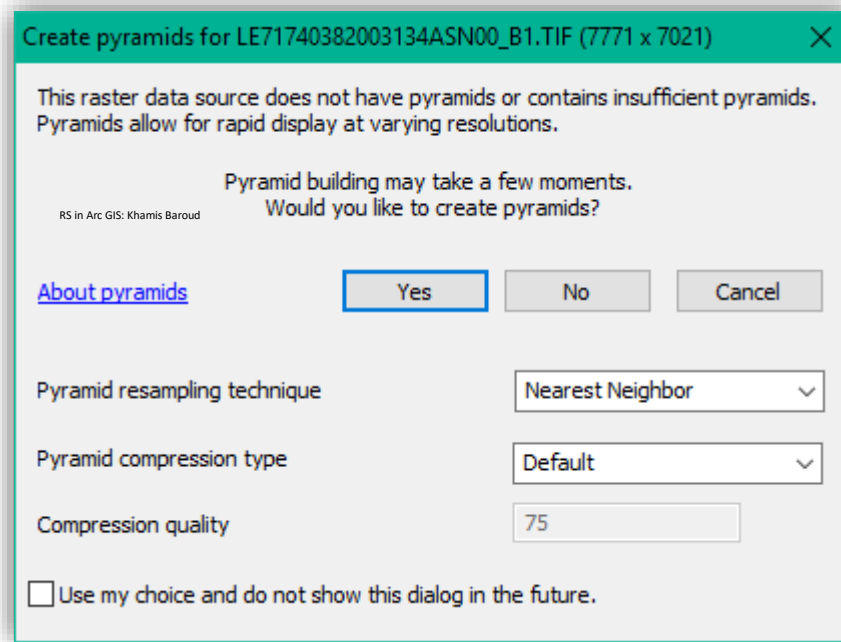 Create pyramids for LE71740382003134ASN00_B1.TIF (7771 x 7021)
This raster data source does not have pyramids or contains insufficient pyramids.
Pyramids allow for rapid display at varying resolutions.
Pyramid building may take a few moments.
Would you like to create pyramids?
RS in Arc GIS: Khamis Baroud
About pyramids
Yes
No
Cancel
Pyramid resampling technique
Nearest Neighbor
Pyramid compression type
Default
Compression quality
75
Use my choice and do not show this dialog in the future.